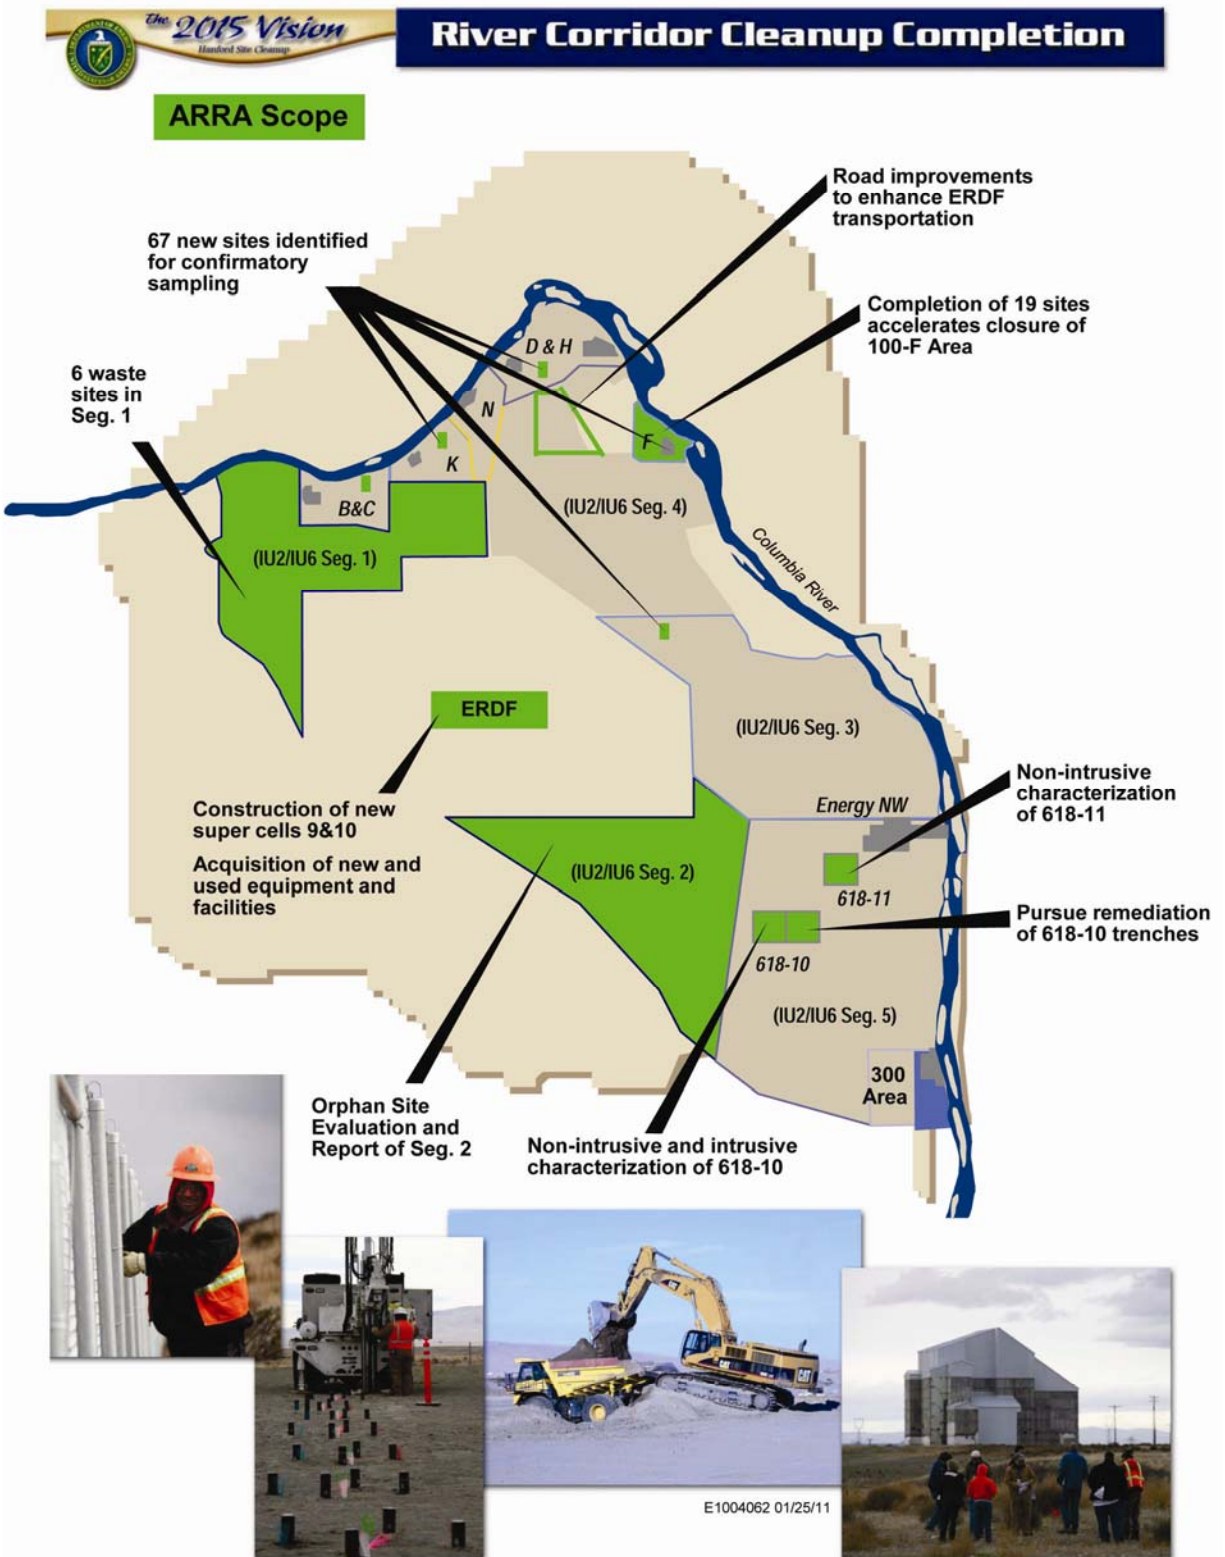 The 2015 Vision
Hanford Site Cleanup
River Corridor Cleanup Completion
ARRA Scope
Road improvements
to enhance ERDF
transportation
67 new sites identified
for confirmatory
sampling
Completion of 19 sites
accelerates closure of
100-F Area
6 waste
sites in
Seg. 1
D & H
N
F
K
B&C
(IU2/IU6 Seg. 4)
(IU2/IU6 Seg. 1)
Columbia River
ERDF
(IU2/IU6 Seg. 3)
Construction of new
super cells 9&10
Acquisition of new and
used equipment and
facilities
Energy NW
Non-intrusive
characterization
of 618-11
(IU2/IU6 Seg. 2)
618-11
Pursue remediation
of 618-10 trenches
618-10
(IU2/IU6 Seg. 5)
300
Area
Orphan Site
Evaluation and
Report of Seg. 2
Non-intrusive and intrusive
characterization of 618-10
CAT
CAT
E1004062 01/25/11